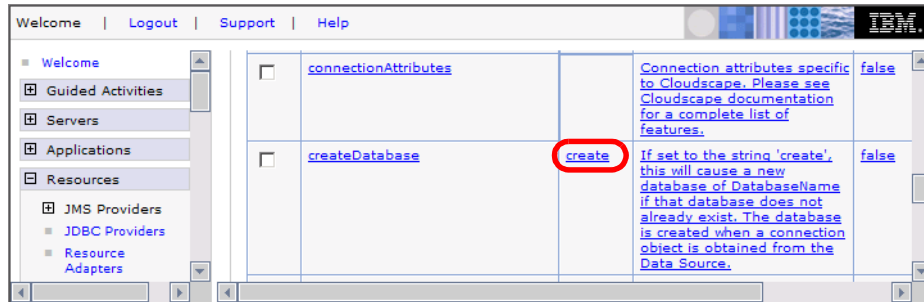 Welcome | Logout | Support | Help
IBM.
Welcome
Guided Activities
Servers
Applications
Resources
JMS Providers
JDBC Providers
Resource
Adapters
connectionAttributes
Connection attributes specific
to Cloudscape. Please see
Cloudscape documentation
for a complete list of
features.
false
createDatabase
create
If set to the string 'create',
this will cause a new
database of DatabaseName
if that database does not
already exist. The database
is created when a connection
object is obtained from the
Data Source.
false